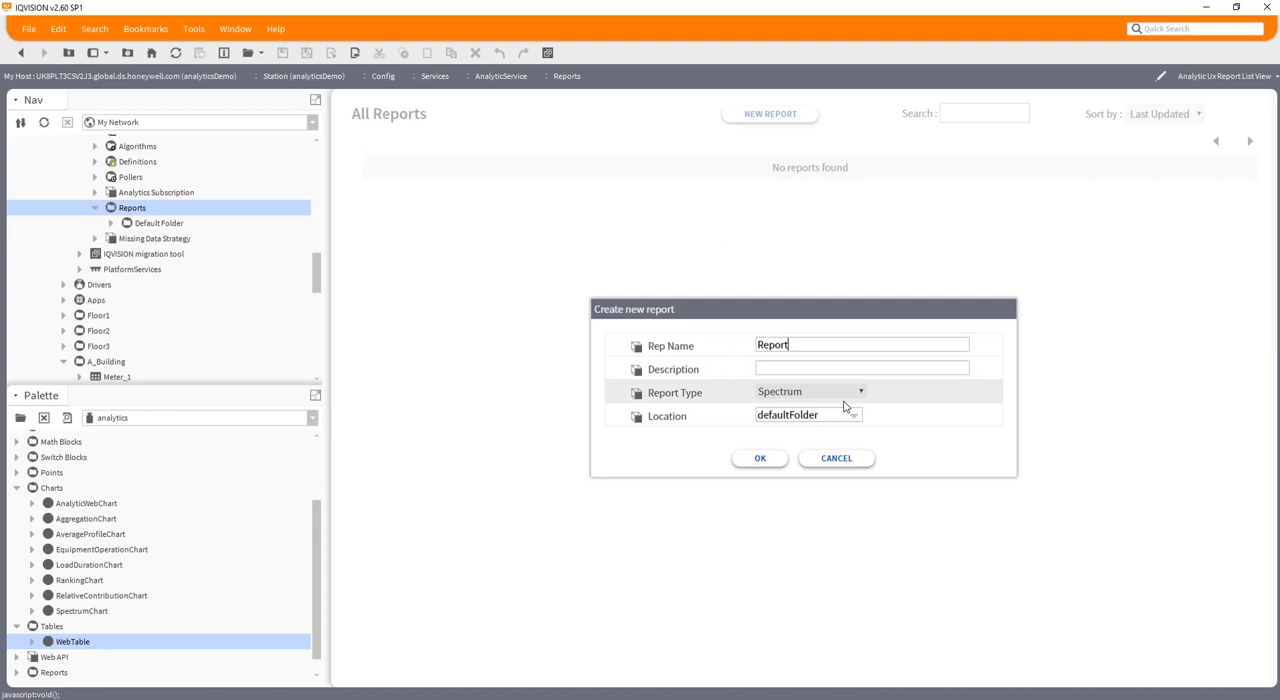 IQVISION v2.60 SP1
File Edit Search Bookmarks Tools Window Help
Quick Search
My Host : UK8PLT3CSV2J3.global.ds.honeywell.com (analyticsDemo) : Station (analyticsDemo) : Config : Services : AnalyticService : Reports
Analytic Ux Report List View
Nav
My Network
Algorithms
Definitions
Pollers
Analytics Subscription
Reports
Default Folder
Missing Data Strategy
IQVISION migration tool
PlatformServices
Drivers
Apps
Floor1
Floor2
Floor3
A_Building
Meter_1
Palette
analytics
Math Blocks
Switch Blocks
Points
Charts
AnalyticWebChart
AggregationChart
AverageProfileChart
EquipmentOperationChart
LoadDurationChart
RankingChart
RelativeContributionChart
SpectrumChart
Tables
WebTable
Web API
Reports
All Reports
NEW REPORT
Search :
Sort by : Last Updated
No reports found
Create new report
Rep Name Report
Description
Report Type Spectrum
Location defaultFolder
OK CANCEL
javascript:void();